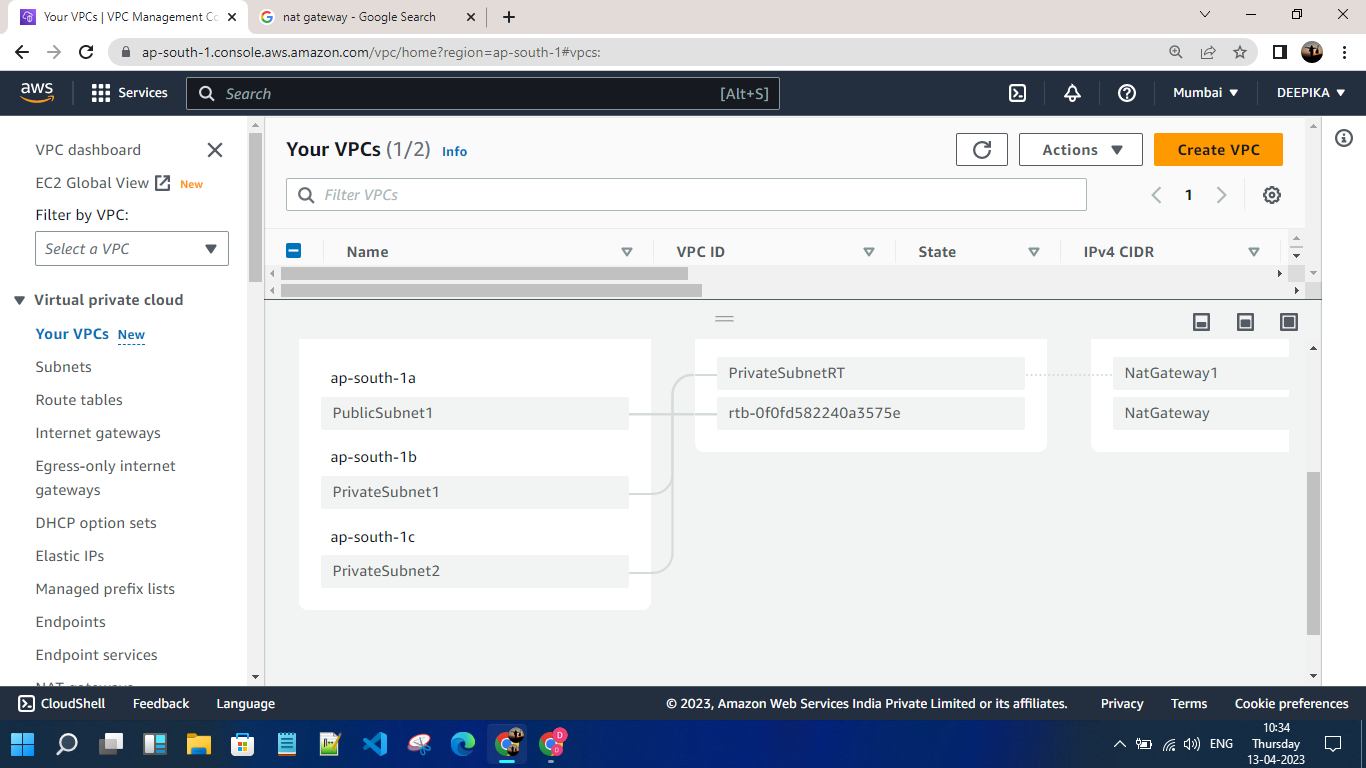 Your VPCs | VPC Management Co
nat gateway - Google Search
ap-south-1.console.aws.amazon.com/vpc/home?region=ap-south-1#vpcs:
aws
Services
Search
[Alt+S]
Mumbai
DEEPIKA
VPC dashboard
EC2 Global View New
Filter by VPC:
Select a VPC
Virtual private cloud
Your VPCs New
Subnets
Route tables
Internet gateways
Egress-only internet
gateways
DHCP option sets
Elastic IPs
Managed prefix lists
Endpoints
Endpoint services
NAT gateways
Your VPCs (1/2) Info
Actions
Create VPC
Filter VPCs
1
Name
VPC ID
State
IPv4 CIDR
ap-south-1a
PublicSubnet1
ap-south-1b
PrivateSubnet1
ap-south-1c
PrivateSubnet2
PrivateSubnetRT
rtb-0f0fd582240a3575e
NatGateway1
NatGateway
CloudShell
Feedback
Language
© 2023, Amazon Web Services India Private Limited or its affiliates.
Privacy
Terms
Cookie preferences
D
D
ENG
10:34
Thursday
13-04-2023